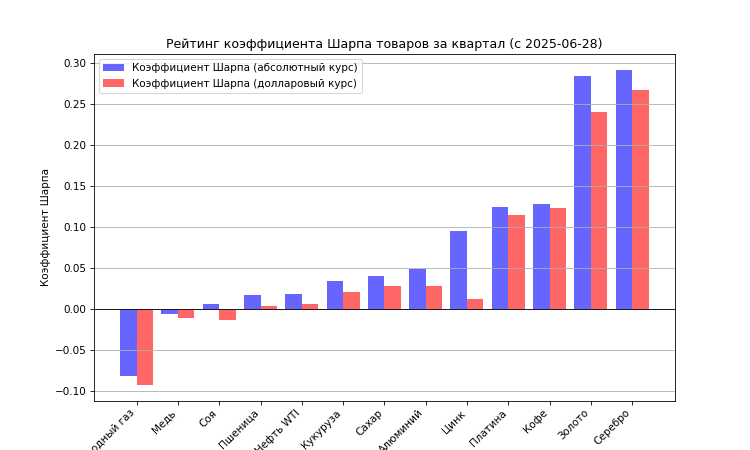 Рейтинг коэффициента Шарпа товаров за квартал (с 2025-06-28)
Коэффициент Шарпа (абсолютный курс)
Коэффициент Шарпа (долларовый курс)
Коэффициент Шарпа
0.30
0.25
0.20
0.15
0.10
0.05
0.00
−0.05
−0.10
одный газ
Медь
Соя
Пшеница
Нефть WTI
Кукуруза
Сахар
Алюминий
Цинк
Платина
Кофе
Золото
Серебро